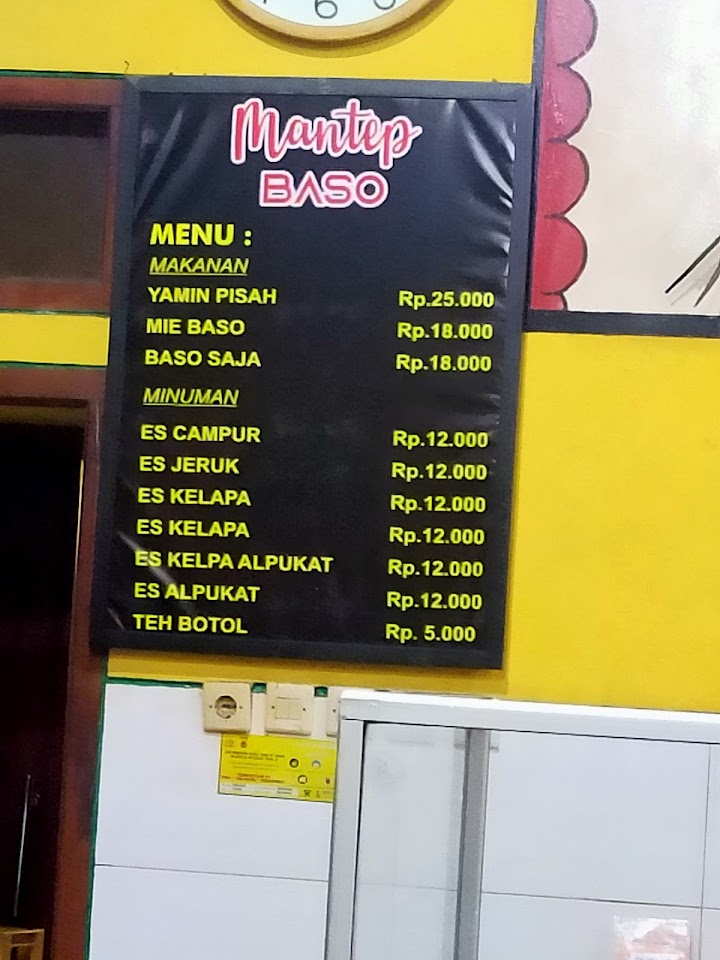 Mantep
BASO
MENU :
MAKANAN
YAMIN PISAH Rp.25.000
MIE BASO Rp.18.000
BASO SAJA Rp.18.000
MINUMAN
ES CAMPUR Rp.12.000
ES JERUK Rp.12.000
ES KELAPA Rp.12.000
ES KELAPA Rp.12.000
ES KELPA ALPUKAT Rp.12.000
ES ALPUKAT Rp.12.000
TEH BOTOL Rp. 5.000